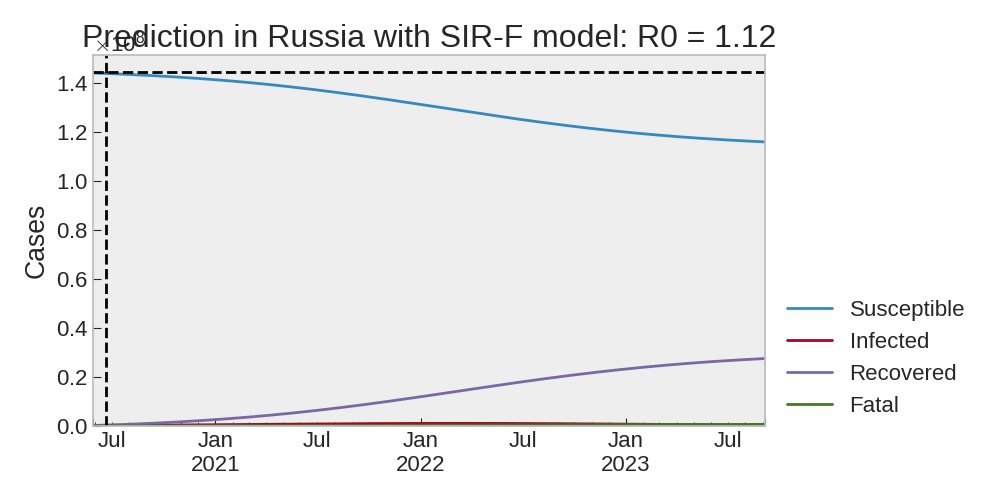 Prediction in Russia with SIR-F model: R0 = 1.12
×10⁸
1.4
1.2
1.0
0.8
0.6
0.4
0.2
0.0
Cases
Jul Jan Jul Jan Jul Jan Jul
2021 2022 2023
Susceptible
Infected
Recovered
Fatal